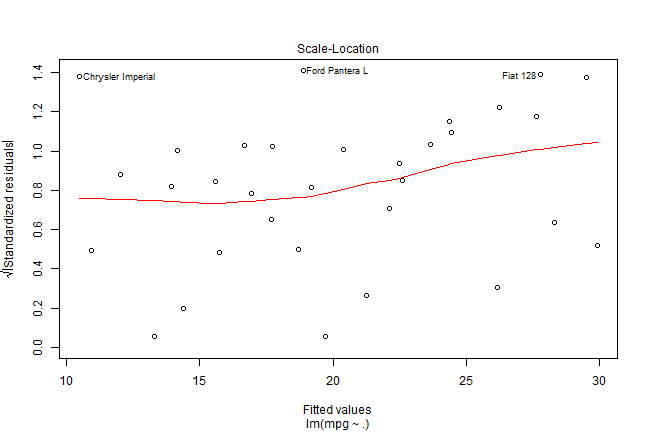 Scale-Location
√|Standardized residuals|
1.4
1.2
1.0
0.8
0.6
0.4
0.2
0.0
Chrysler Imperial
Ford Pantera L
Fiat 128
10 15 20 25 30
Fitted values
lm(mpg ~ .)